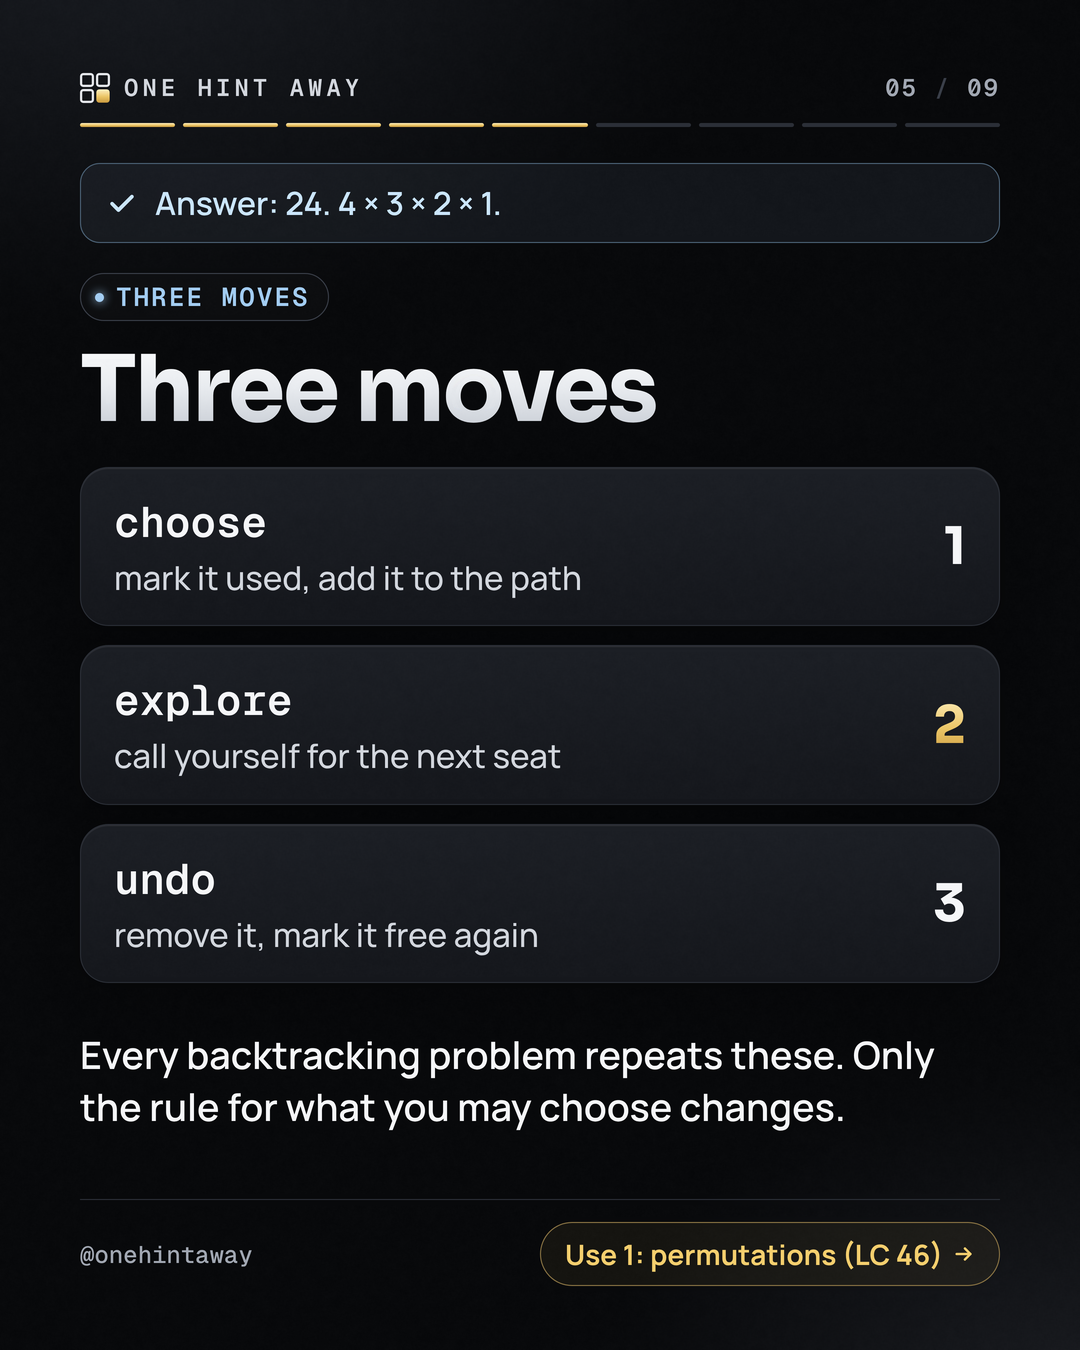 ONE HINT AWAY
05 / 09
Answer: 24. 4 × 3 × 2 × 1.
THREE MOVES
Three moves
choose
mark it used, add it to the path
1
explore
call yourself for the next seat
2
undo
remove it, mark it free again
3
Every backtracking problem repeats these. Only
the rule for what you may choose changes.
@onehintaway
Use 1: permutations (LC 46) →